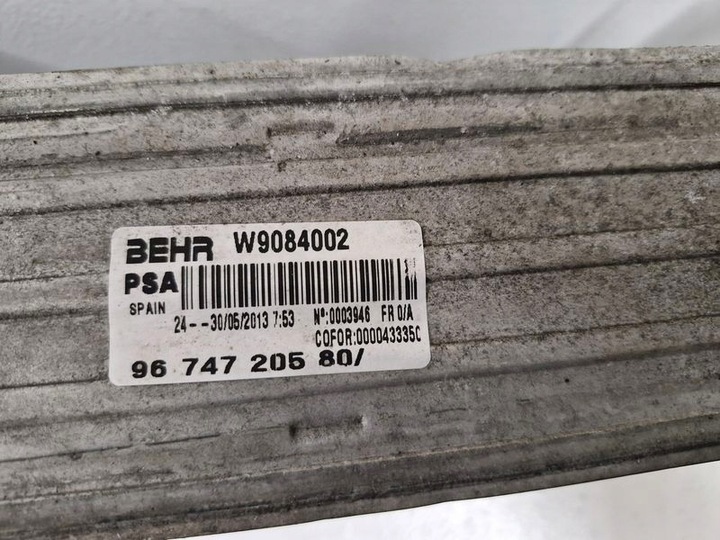 BEHR W9084002
PSA
SPAIN
24--30/05/2013 7:53 Nº:0003946 FR 0/A
COFOR:000043335C
96 747 205 80/